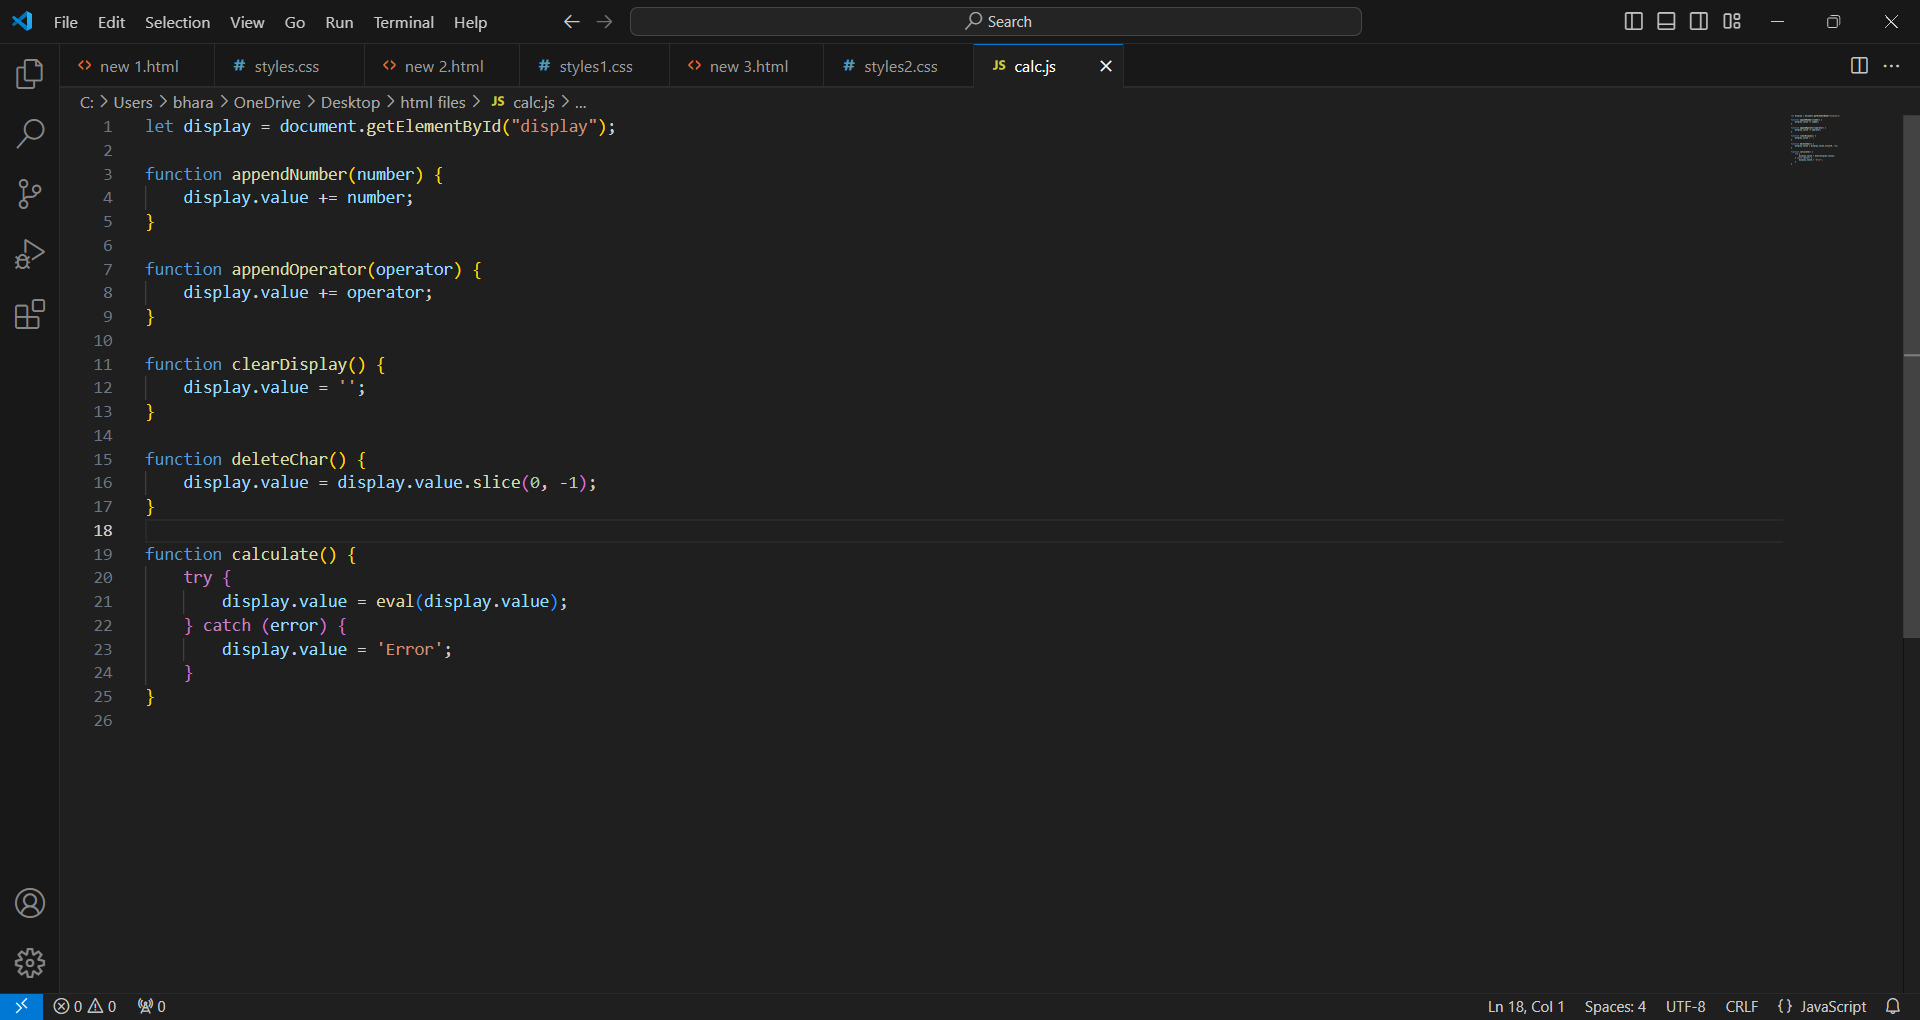 File Edit Selection View Go Run Terminal Help Search
new 1.html # styles.css new 2.html # styles1.css new 3.html # styles2.css JS calc.js
C: > Users > bhara > OneDrive > Desktop > html files > JS calc.js > ...
1 let display = document.getElementById("display");
2
3 function appendNumber(number) {
4     display.value += number;
5 }
6
7 function appendOperator(operator) {
8     display.value += operator;
9 }
10
11 function clearDisplay() {
12     display.value = '';
13 }
14
15 function deleteChar() {
16     display.value = display.value.slice(0, -1);
17 }
18
19 function calculate() {
20     try {
21         display.value = eval(display.value);
22     } catch (error) {
23         display.value = 'Error';
24     }
25 }
26
0 0 0 Ln 18, Col 1 Spaces: 4 UTF-8 CRLF {} JavaScript